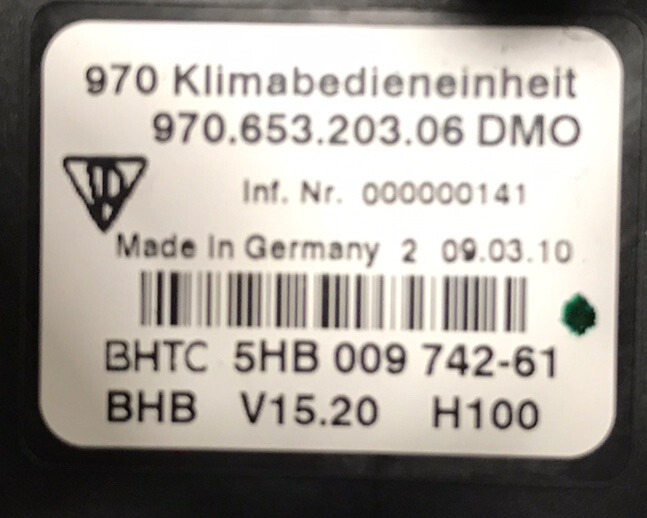 970 Klimabedieneinheit
970.653.203.06 DMO
Inf. Nr. 000000141
Made In Germany 2 09.03.10
BHTC 5HB 009 742-61
BHB V15.20 H100